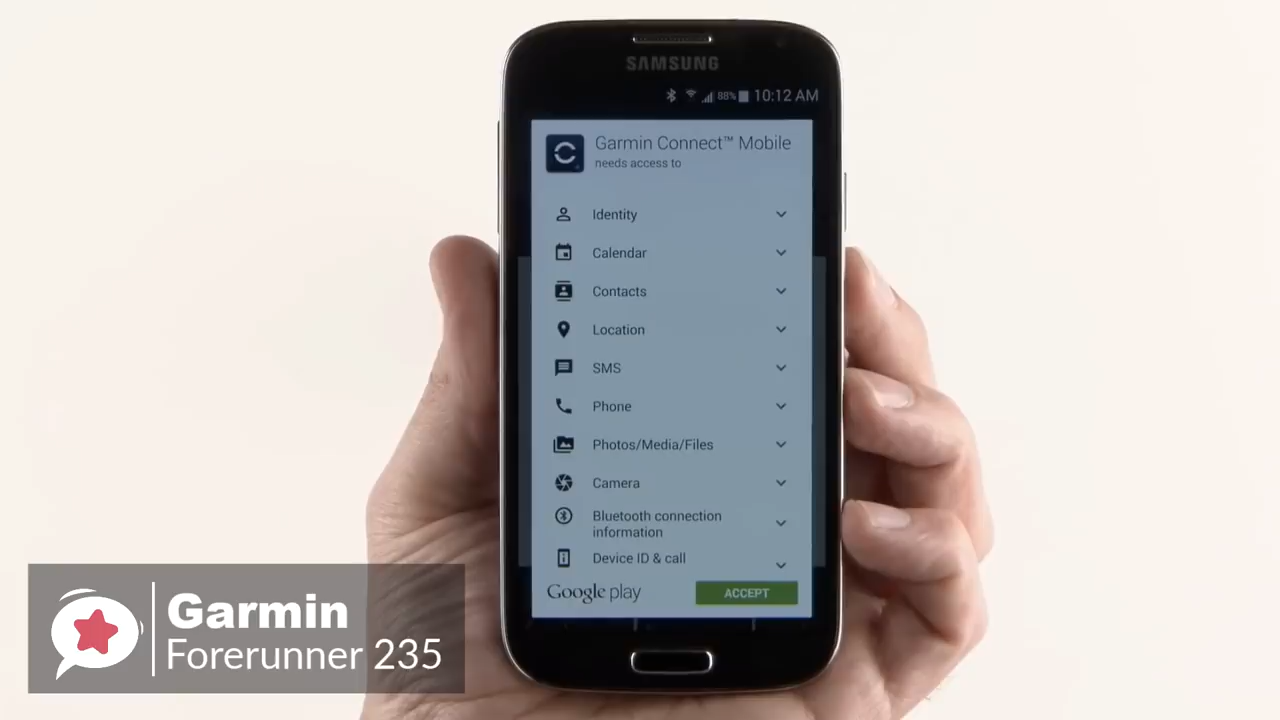 SAMSUNG
88% 10:12 AM
Garmin Connect™ Mobile
needs access to
Identity
Calendar
Contacts
Location
SMS
Phone
Photos/Media/Files
Camera
Bluetooth connection
information
Device ID & call
Google play
ACCEPT
Garmin
Forerunner 235